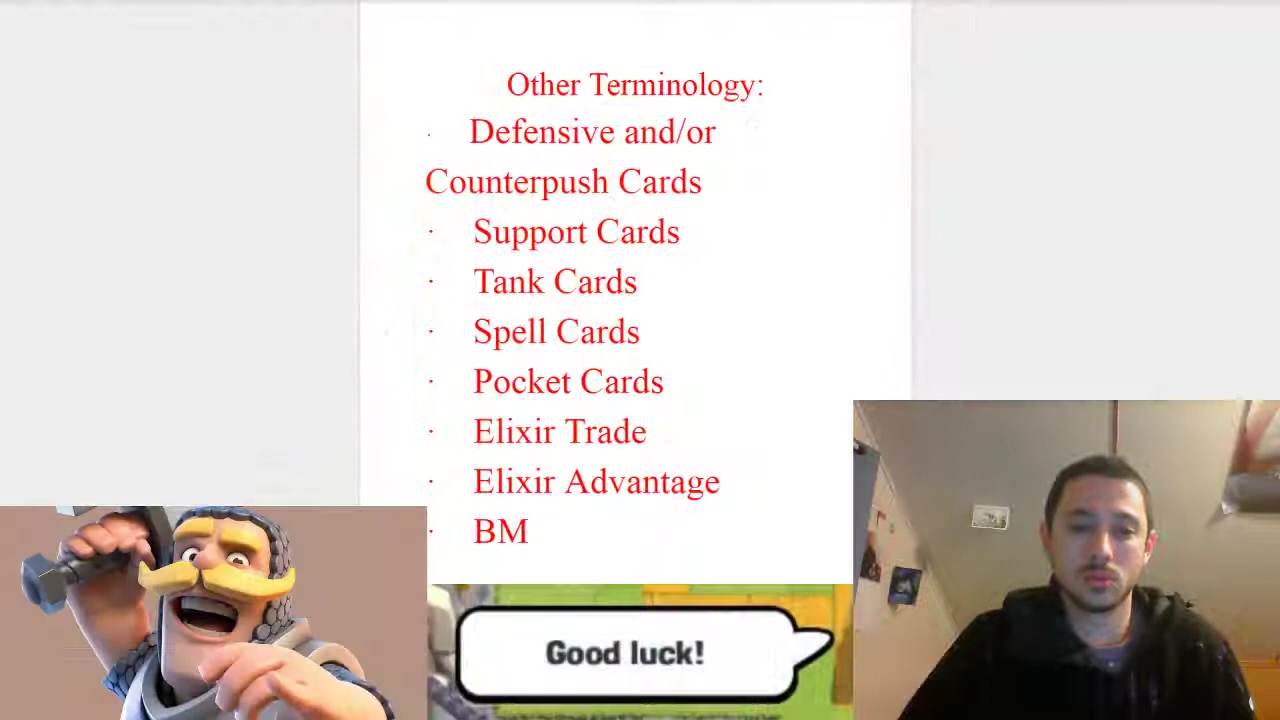 Other Terminology:
· Defensive and/or
Counterpush Cards
· Support Cards
· Tank Cards
· Spell Cards
· Pocket Cards
· Elixir Trade
· Elixir Advantage
· BM
Good luck!